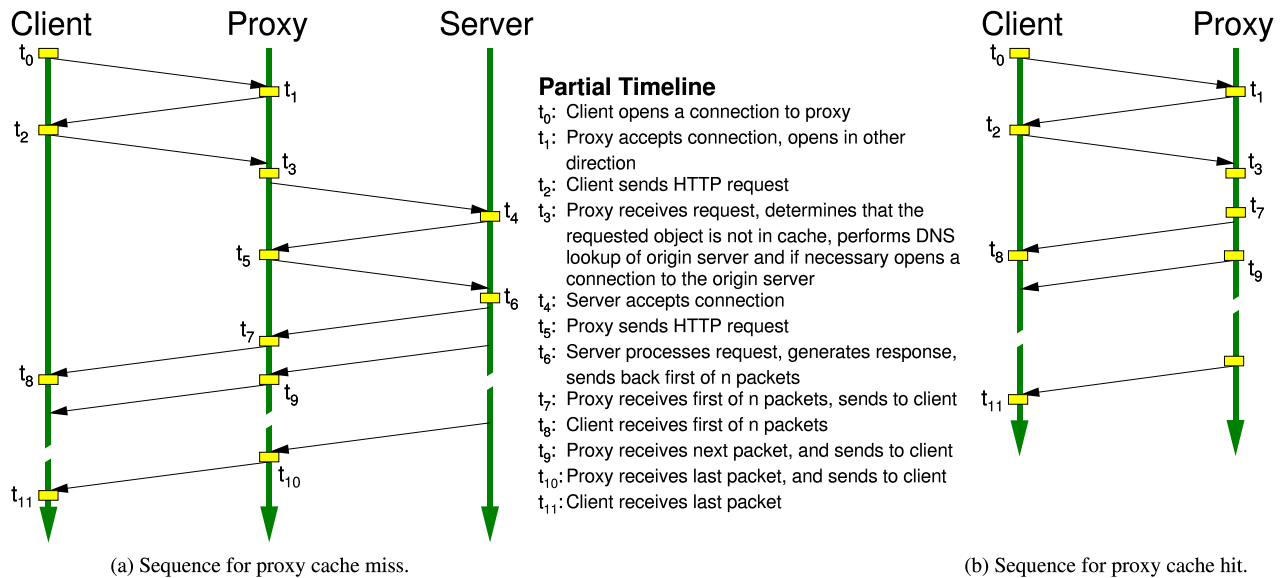 Client Proxy Server
t0
t1
t2
t3
t4
t5
t6
t7
t8
t9
t10
t11
Partial Timeline
t0: Client opens a connection to proxy
t1: Proxy accepts connection, opens in other
direction
t2: Client sends HTTP request
t3: Proxy receives request, determines that the
requested object is not in cache, performs DNS
lookup of origin server and if necessary opens a
connection to the origin server
t4: Server accepts connection
t5: Proxy sends HTTP request
t6: Server processes request, generates response,
sends back first of n packets
t7: Proxy receives first of n packets, sends to client
t8: Client receives first of n packets
t9: Proxy receives next packet, and sends to client
t10: Proxy receives last packet, and sends to client
t11: Client receives last packet
(a) Sequence for proxy cache miss.
Client Proxy
t0
t1
t2
t3
t7
t8
t9
t11
(b) Sequence for proxy cache hit.